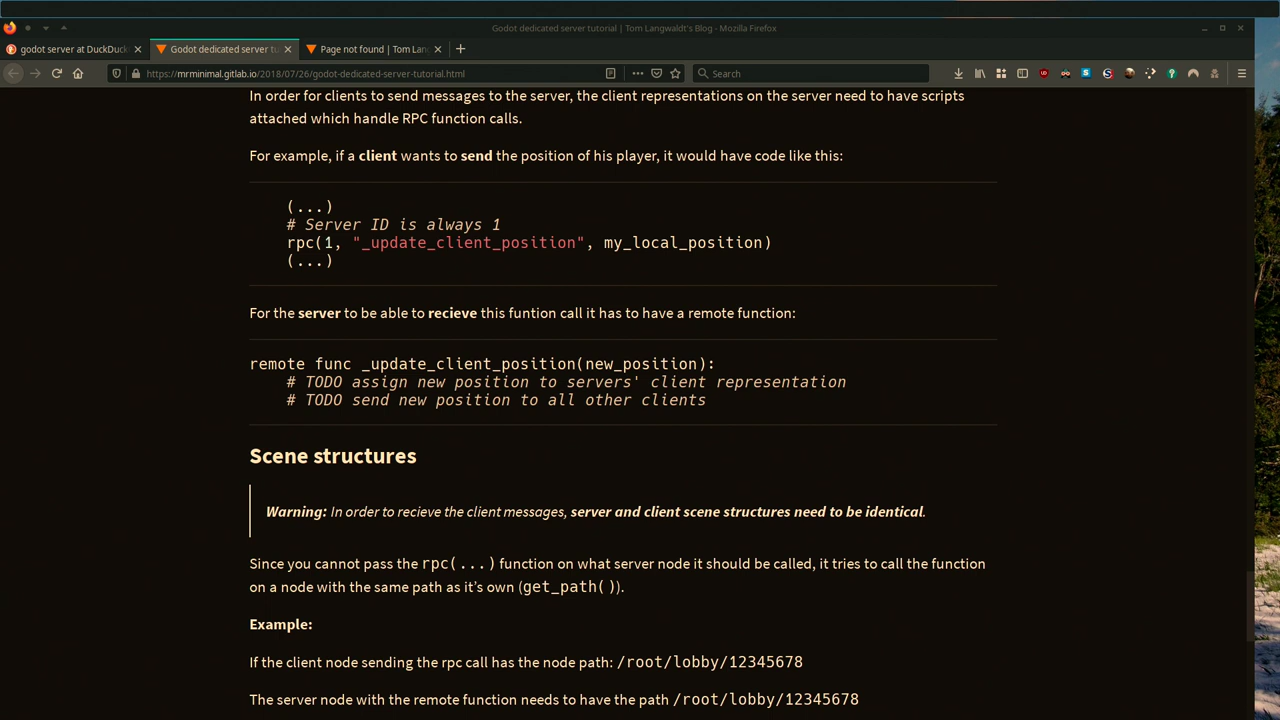 Godot dedicated server tutorial | Tom Langwaldt's Blog - Mozilla Firefox
godot server at DuckDuck
Godot dedicated server tu
Page not found | Tom Lang
https://mrminimal.gitlab.io/2018/07/26/godot-dedicated-server-tutorial.html
Search
In order for clients to send messages to the server, the client representations on the server need to have scripts
attached which handle RPC function calls.
For example, if a client wants to send the position of his player, it would have code like this:
(...)
# Server ID is always 1
rpc(1, "_update_client_position", my_local_position)
(...)
For the server to be able to recieve this funtion call it has to have a remote function:
remote func _update_client_position(new_position):
# TODO assign new position to servers' client representation
# TODO send new position to all other clients
Scene structures
Warning: In order to recieve the client messages, server and client scene structures need to be identical.
Since you cannot pass the rpc(...) function on what server node it should be called, it tries to call the function
on a node with the same path as it’s own (get_path()).
Example:
If the client node sending the rpc call has the node path: /root/lobby/12345678
The server node with the remote function needs to have the path /root/lobby/12345678